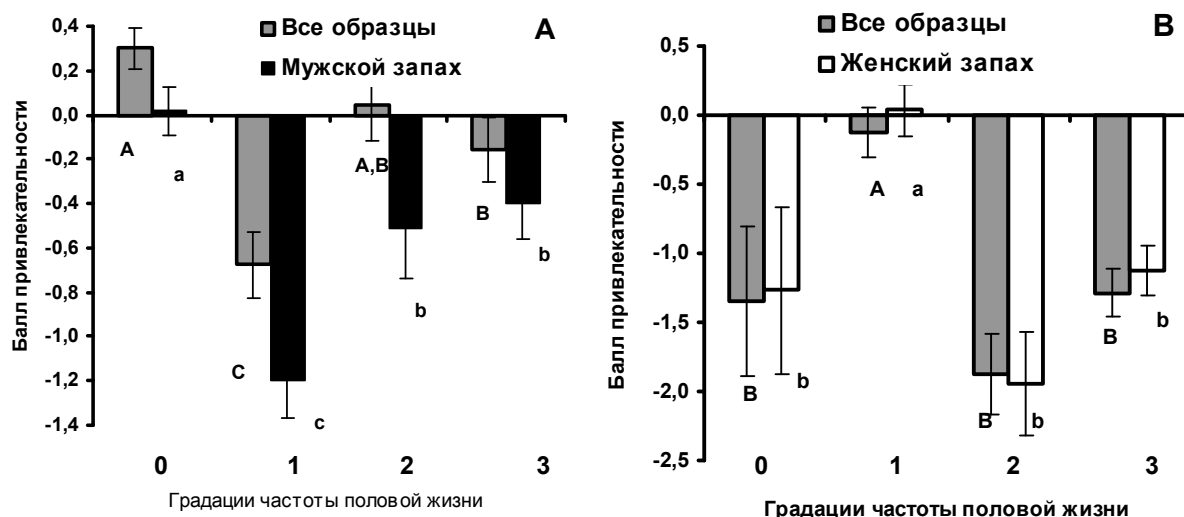 Все образцы
Мужской запах
A
Балл привлекательности
0,4
0,2
0,0
-0,2
-0,4
-0,6
-0,8
-1,0
-1,2
-1,4
A
a
C
c
A,B
b
B
b
0 1 2 3
Градации частоты половой жизни
Все образцы
Женский запах
B
Балл привлекательности
0,5
0,0
-0,5
-1,0
-1,5
-2,0
-2,5
B
b
A
a
B
b
B
b
0 1 2 3
Градации частоты половой жизни